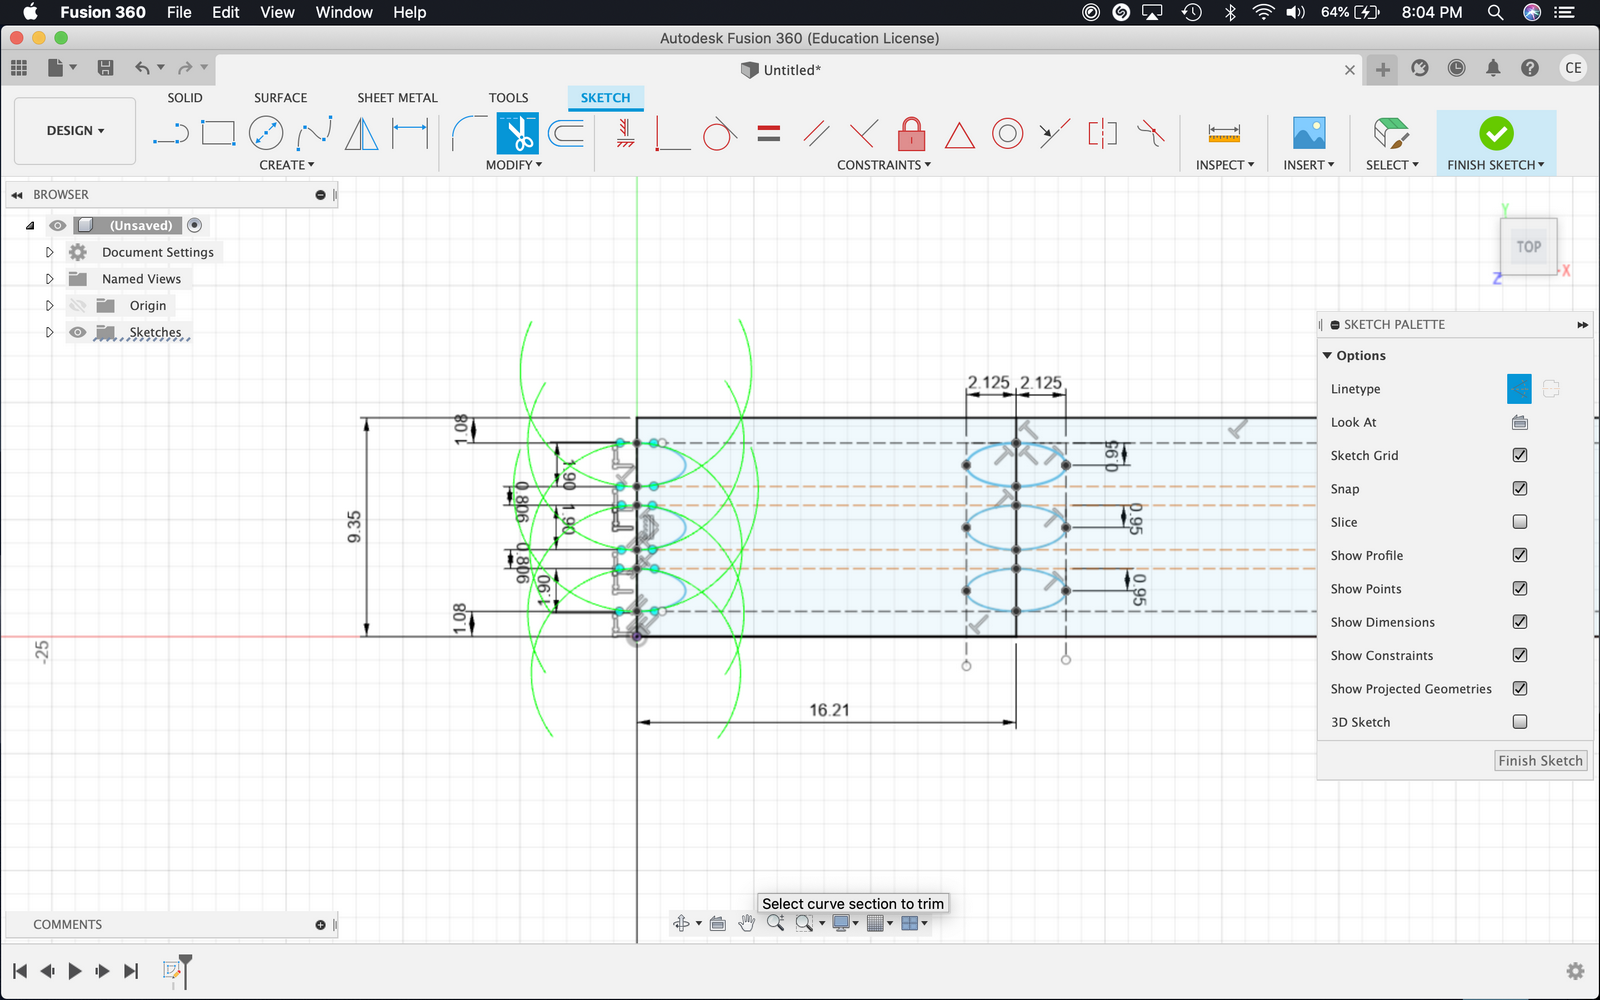 Fusion 360 File Edit View Window Help 64% 8:04 PM
Autodesk Fusion 360 (Education License)
Untitled* CE
SOLID SURFACE SHEET METAL TOOLS SKETCH
DESIGN
CREATE MODIFY CONSTRAINTS INSPECT INSERT SELECT FINISH SKETCH
BROWSER
(Unsaved)
Document Settings
Named Views
Origin
Sketches
Y
TOP
X
Z
SKETCH PALETTE
Options
Linetype
Look At
Sketch Grid
Snap
Slice
Show Profile
Show Points
Show Dimensions
Show Constraints
Show Projected Geometries
3D Sketch
Finish Sketch
2.125 2.125
1.08
1.90
0.95
0.806
9.35
1.90
0.95
0.806
1.90
0.95
1.08
-25
16.21
Select curve section to trim
COMMENTS